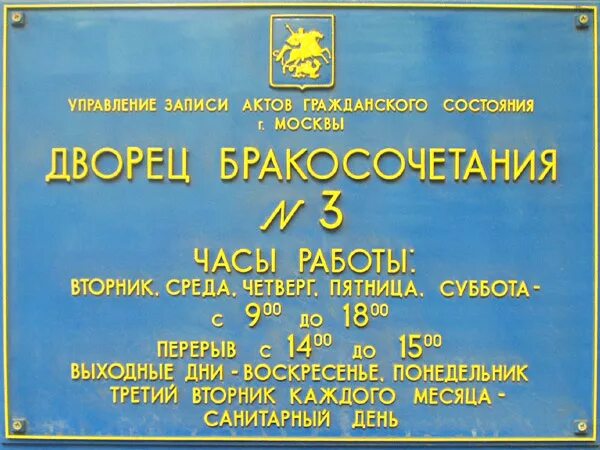 УПРАВЛЕНИЕ ЗАПИСИ АКТОВ ГРАЖДАНСКОГО СОСТОЯНИЯ
г. МОСКВЫ
ДВОРЕЦ БРАКОСОЧЕТАНИЯ
N 3
ЧАСЫ РАБОТЫ:
ВТОРНИК, СРЕДА, ЧЕТВЕРГ, ПЯТНИЦА, СУББОТА-
С 9⁰⁰ ДО 18⁰⁰
ПЕРЕРЫВ С 14⁰⁰ ДО 15⁰⁰
ВЫХОДНЫЕ ДНИ - ВОСКРЕСЕНЬЕ, ПОНЕДЕЛЬНИК
ТРЕТИЙ ВТОРНИК КАЖДОГО МЕСЯЦА-
САНИТАРНЫЙ ДЕНЬ